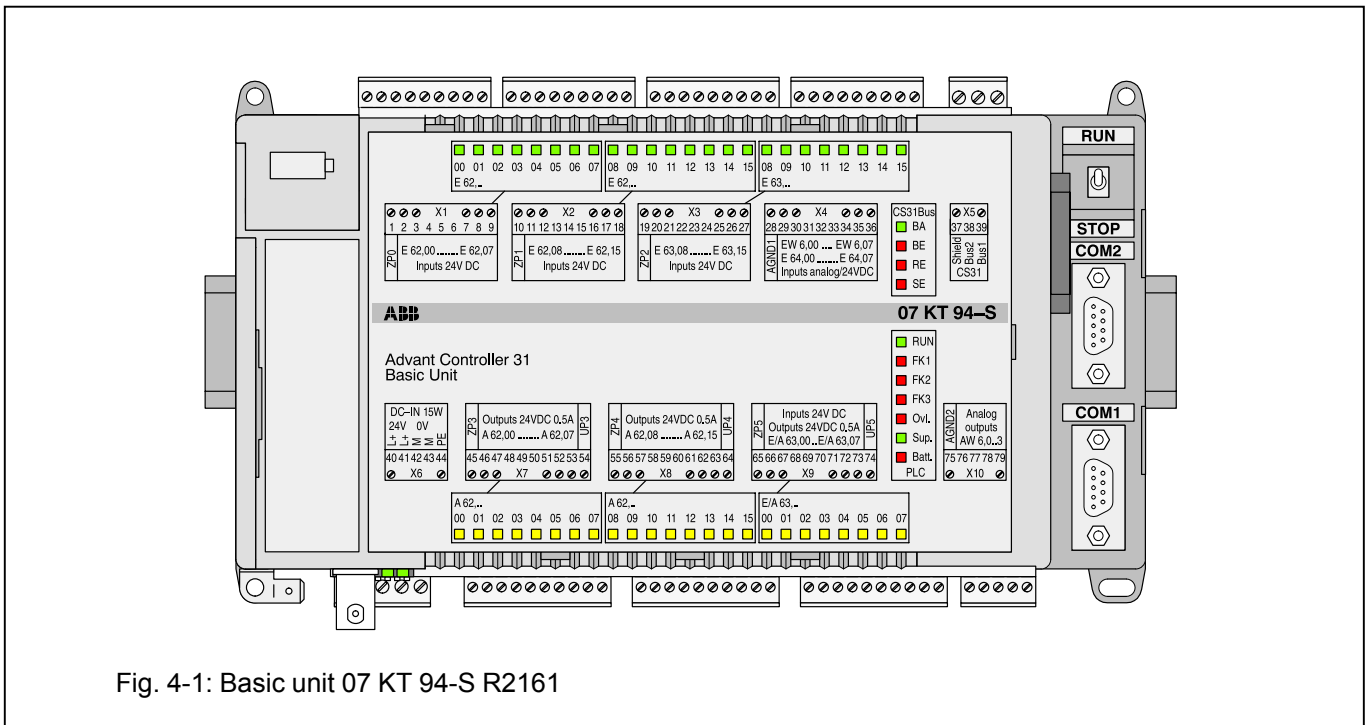 RUN
STOP
COM2
COM1
00 01 02 03 04 05 06 07
E 62,..
08 09 10 11 12 13 14 15
E 62,..
08 09 10 11 12 13 14 15
E 63,..
X1
1 2 3 4 5 6 7 8 9
ZP0
E 62,00 ....... E 62,07
Inputs 24V DC
X2
10 11 12 13 14 15 16 17 18
ZP1
E 62,08 ....... E 62,15
Inputs 24V DC
X3
19 20 21 22 23 24 25 26 27
ZP2
E 63,08 ....... E 63,15
Inputs 24V DC
X4
28 29 30 31 32 33 34 35 36
AGND1
EW 6,00 .... EW 6,07
E 64,00 ....... E 64,07
Inputs analog/24VDC
CS31Bus
BA
BE
RE
SE
X5
37 38 39
Shield
Bus2
Bus1
CS31
ABB
07 KT 94–S
Advant Controller 31
Basic Unit
RUN
FK1
FK2
FK3
Ovl.
Sup.
Batt.
PLC
DC–IN 15W
24V 0V
L+
L+
M
M
PE
40 41 42 43 44
X6
ZP3
Outputs 24VDC 0.5A
A 62,00 ........ A 62,07
UP3
45 46 47 48 49 50 51 52 53 54
X7
ZP4
Outputs 24VDC 0.5A
A 62,08 ....... A 62,15
UP4
55 56 57 58 59 60 61 62 63 64
X8
ZP5
Inputs 24V DC
Outputs 24VDC 0.5A
E/A 63,00..E/A 63,07
UP5
65 66 67 68 69 70 71 72 73 74
X9
AGND2
Analog
outputs
AW 6,0..3
75 76 77 78 79
X10
A 62,..
00 01 02 03 04 05 06 07
A 62,..
08 09 10 11 12 13 14 15
E/A 63,..
00 01 02 03 04 05 06 07
Fig. 4-1: Basic unit 07 KT 94-S R2161